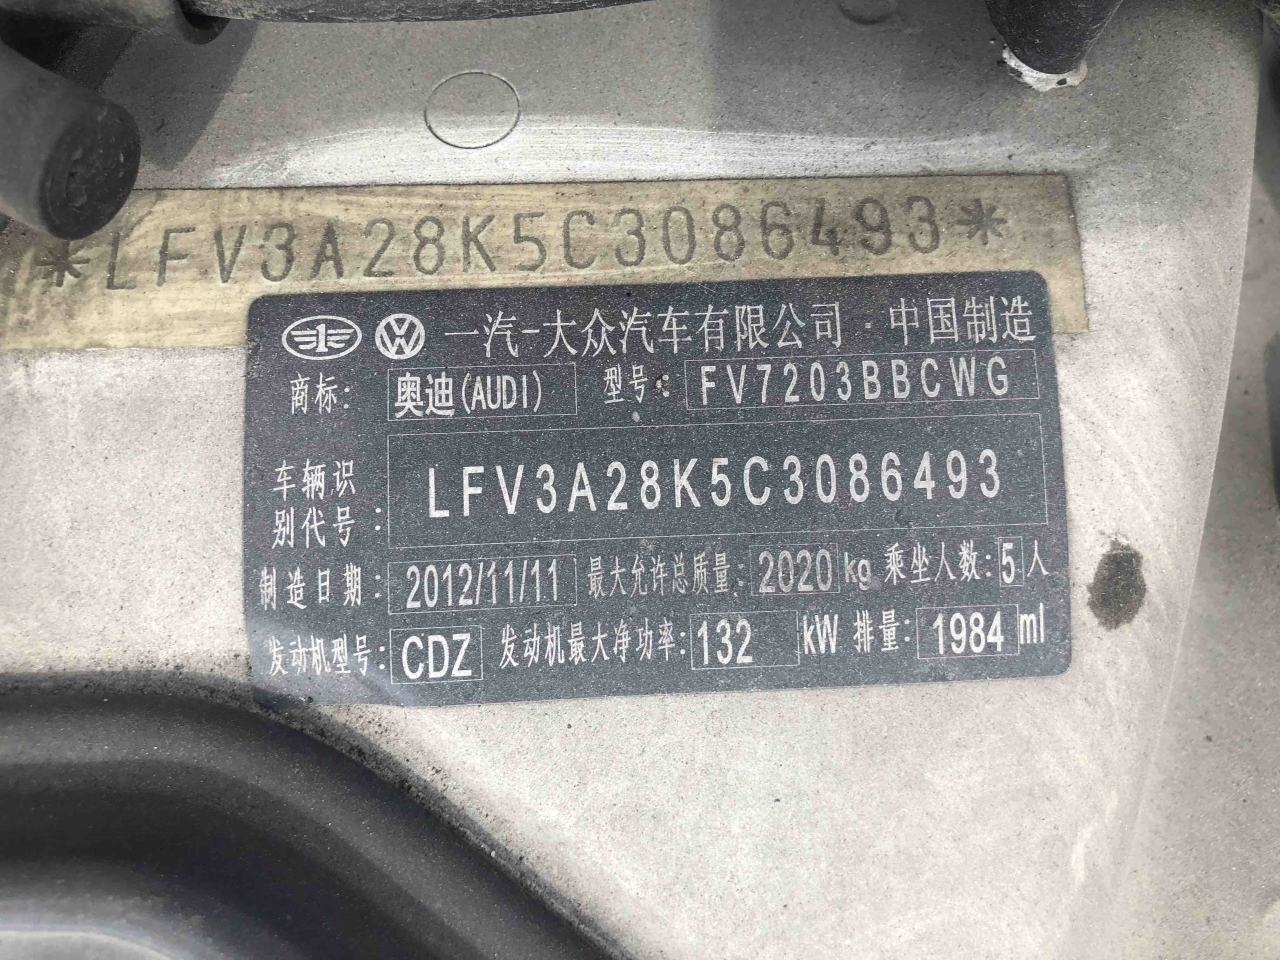 *LFV3A28K5C3086493*
一汽-大众汽车有限公司·中国制造
商标: 奥迪(AUDI) 型号: FV7203BBCWG
车辆识别代号: LFV3A28K5C3086493
制造日期: 2012/11/11 最大允许总质量: 2020 kg 乘坐人数: 5 人
发动机型号: CDZ 发动机最大净功率: 132 kW 排量: 1984 ml